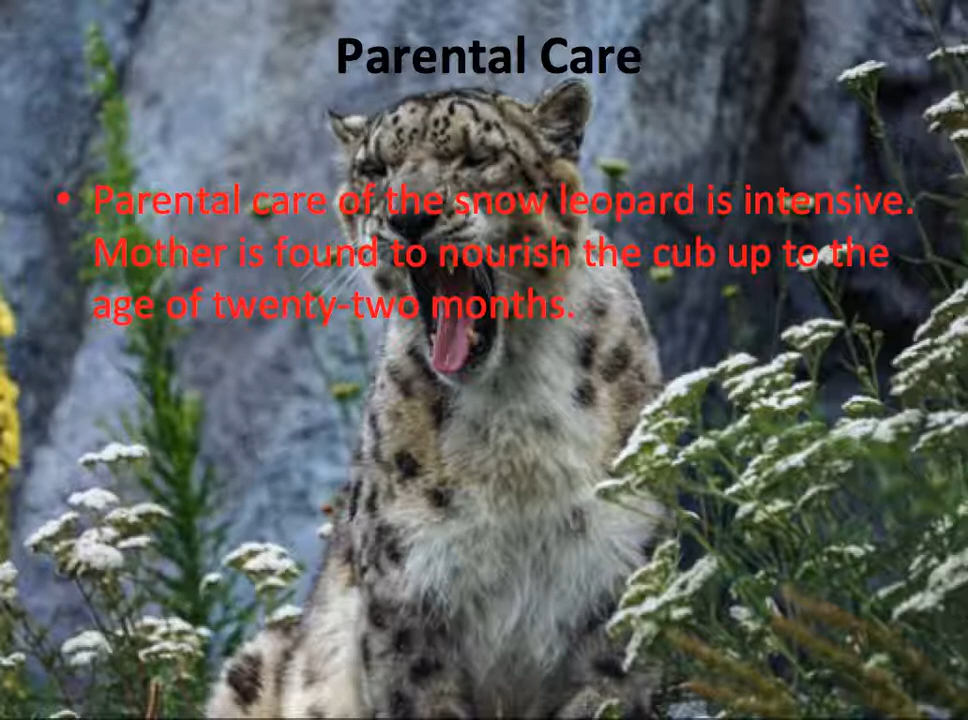 Parental Care
• Parental care of the snow leopard is intensive.
Mother is found to nourish the cub up to the
age of twenty-two months.